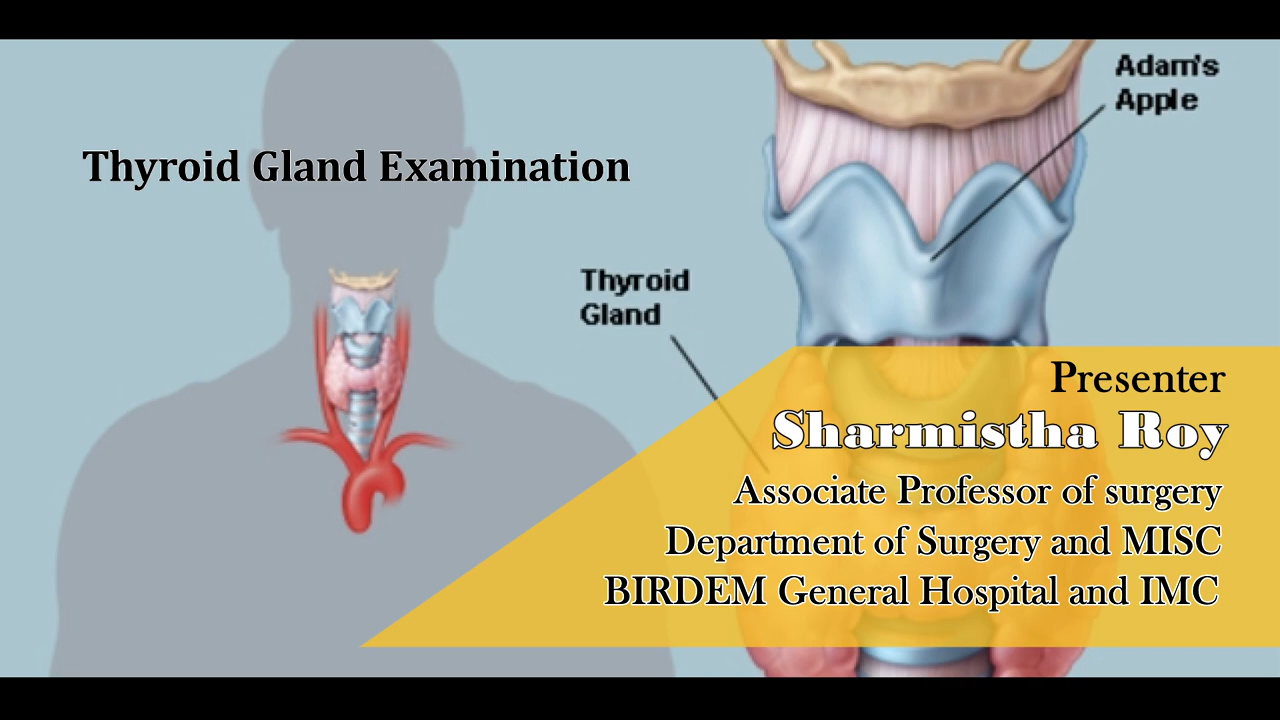 Adam's
Apple
Thyroid Gland Examination
Thyroid
Gland
Presenter
Sharmistha Roy
Associate Professor of surgery
Department of Surgery and MISC
BIRDEM General Hospital and IMC